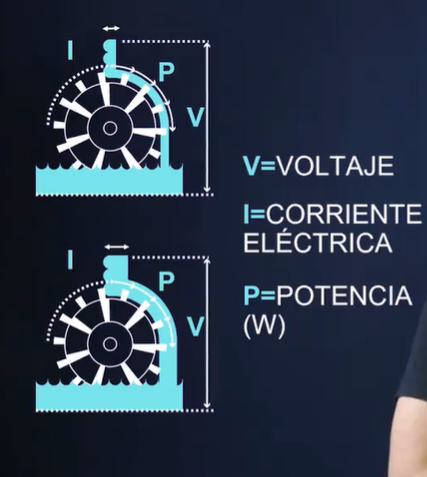 I
P
V
I
P
V
V=VOLTAJE
I=CORRIENTE
ELÉCTRICA
P=POTENCIA
(W)